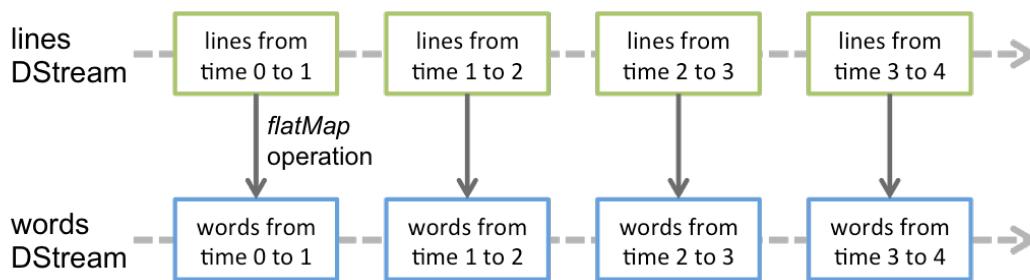 lines
DStream
lines from
time 0 to 1
lines from
time 1 to 2
lines from
time 2 to 3
lines from
time 3 to 4
flatMap
operation
words
DStream
words from
time 0 to 1
words from
time 1 to 2
words from
time 2 to 3
words from
time 3 to 4